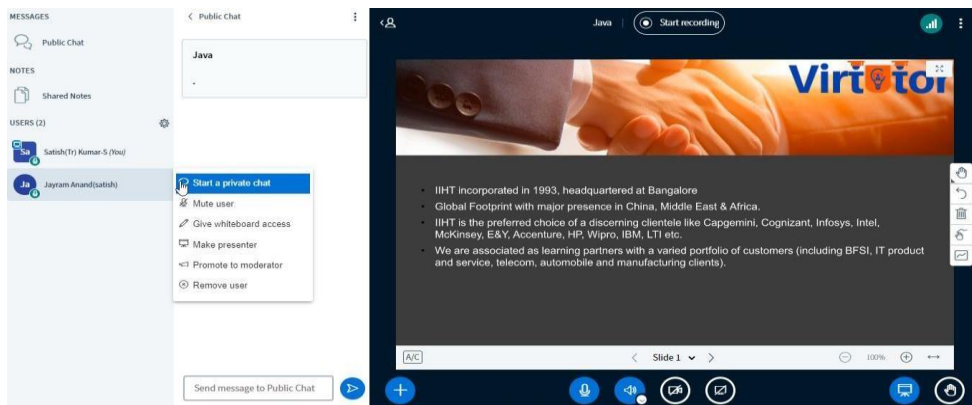 MESSAGES
Public Chat
NOTES
Shared Notes
USERS (2)
Sa
Satish(Tr) Kumar-S (You)
Ja
Jayram Anand(satish)
Public Chat
Java
.
Start a private chat
Mute user
Give whiteboard access
Make presenter
Promote to moderator
Remove user
Send message to Public Chat
Java
Start recording
• IIHT incorporated in 1993, headquartered at Bangalore
• Global Footprint with major presence in China, Middle East & Africa.
• IIHT is the preferred choice of a discerning clientele like Capgemini, Cognizant, Infosys, Intel,
McKinsey, E&Y, Accenture, HP, Wipro, IBM, LTI etc.
• We are associated as learning partners with a varied portfolio of customers (including BFSI, IT product
and service, telecom, automobile and manufacturing clients).
A/C
Slide 1
100%